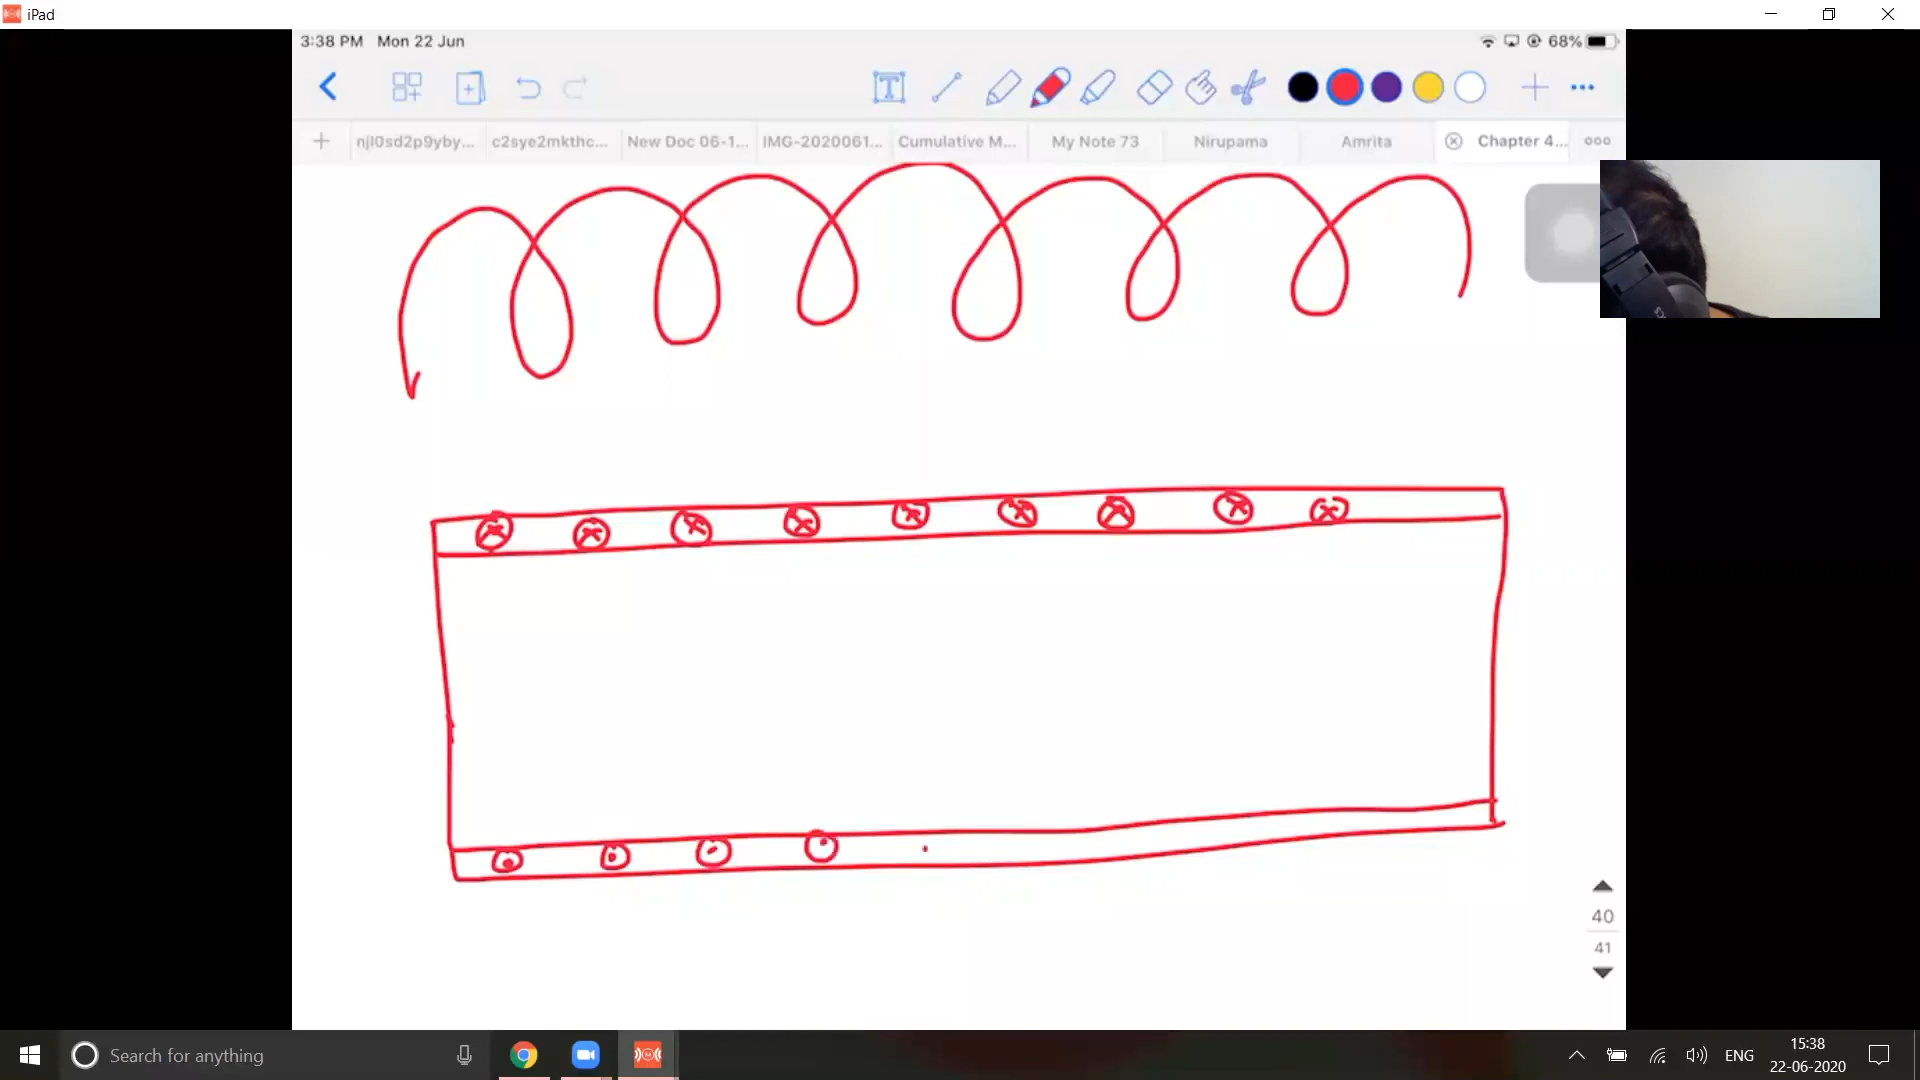 iPad
3:38 PM Mon 22 Jun
68%
T
njl0sd2p9yby... c2sye2mkthc... New Doc 06-1... IMG-2020061... Cumulative M... My Note 73 Nirupama Amrita Chapter 4...
40
41
Search for anything
ENG
15:38
22-06-2020